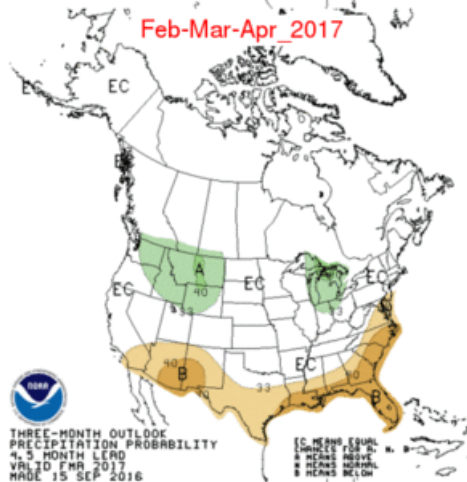 Feb-Mar-Apr_2017
EC
EC
A
A
40
EC
EC
EC
33
EC
40
B
33
40
B
NOAA
THREE-MONTH OUTLOOK
PRECIPITATION PROBABILITY
4.5 MONTH LEAD
VALID FMA 2017
MADE 15 SEP 2016
EC MEANS EQUAL
CHANCES FOR A, N, B
A MEANS ABOVE
N MEANS NORMAL
B MEANS BELOW